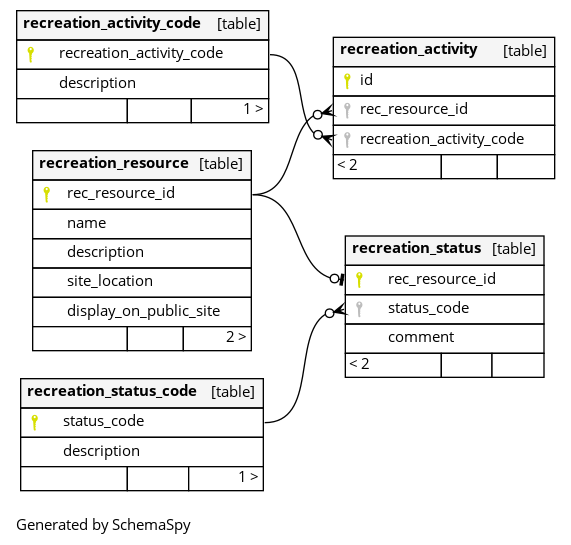 recreation_activity_code [table]
recreation_activity_code
description
1 >
recreation_activity [table]
id
rec_resource_id
recreation_activity_code
< 2
recreation_resource [table]
rec_resource_id
name
description
site_location
display_on_public_site
2 >
recreation_status [table]
rec_resource_id
status_code
comment
< 2
recreation_status_code [table]
status_code
description
1 >
Generated by SchemaSpy